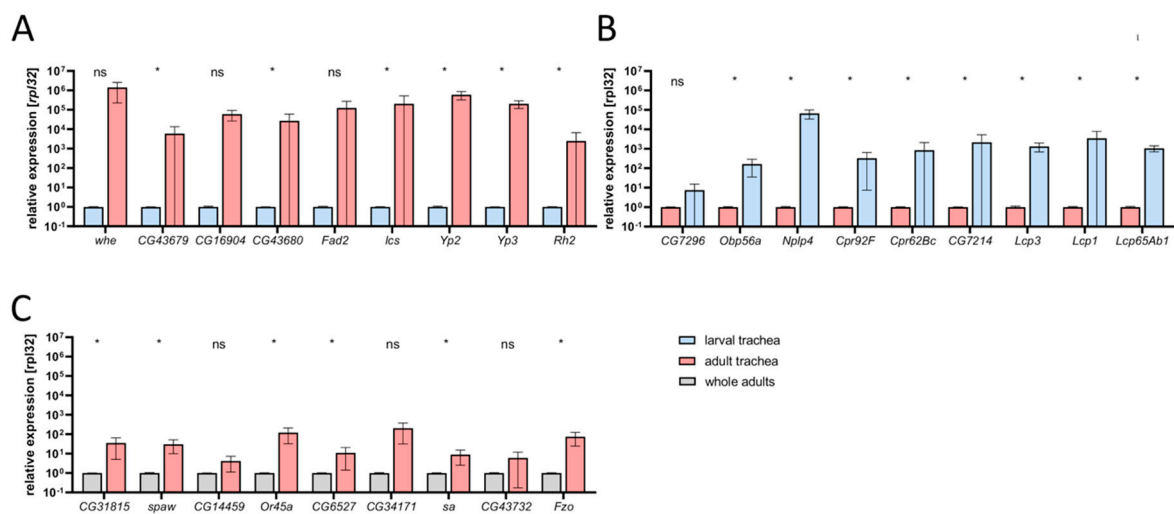 A
B
ns * ns * ns * * * *
ns * * * * * * * *
relative expression [rpl32]
10^7
10^6
10^5
10^4
10^3
10^2
10^1
10^0
10^-1
whe CG43679 CG16904 CG43680 Fad2 lcs Yp2 Yp3 Rh2
relative expression [rpl32]
10^7
10^6
10^5
10^4
10^3
10^2
10^1
10^0
10^-1
CG7296 Obp56a Nplp4 Cpr92F Cpr62Bc CG7214 Lcp3 Lcp1 Lcp65Ab1
C
* * ns * * ns * ns *
relative expression [rpl32]
10^7
10^6
10^5
10^4
10^3
10^2
10^1
10^0
10^-1
CG31815 spaw CG14459 Or45a CG6527 CG34171 sa CG43732 Fzo
larval trachea
adult trachea
whole adults